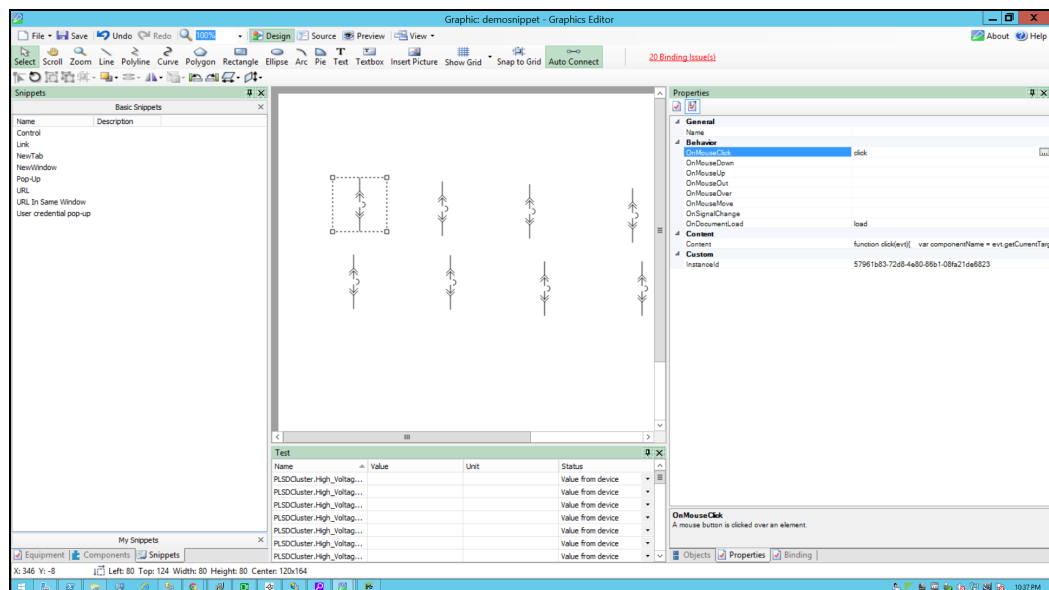 Graphic: demosnippet - Graphics Editor
File Save Undo Redo 100% Design Source Preview View About Help
Select Scroll Zoom Line Polyline Curve Polygon Rectangle Ellipse Arc Pie Text Textbox Insert Picture Show Grid Snap to Grid Auto Connect 20 Binding Issue(s)
Snippets
Basic Snippets
Name Description
Control
Link
NewTab
NewWindow
Pop-Up
URL
URL In Same Window
User credential pop-up
My Snippets
Equipment Components Snippets
Test
Name Value Unit Status
PLSDCluster.High_Voltag... Value from device
PLSDCluster.High_Voltag... Value from device
PLSDCluster.High_Voltag... Value from device
PLSDCluster.High_Voltag... Value from device
PLSDCluster.High_Voltag... Value from device
PLSDCluster.High_Voltag... Value from device
PLSDCluster.High_Voltag... Value from device
Properties
General
Name
Behavior
OnMouseClick click ...
OnMouseDown
OnMouseUp
OnMouseOut
OnMouseOver
OnMouseMove
OnSignalChange
OnDocumentLoad load
Content
Content function click(evt){ var componentName = evt.getCurrentTarg
Custom
InstanceId 57961b83-72d8-4e80-86b1-08fa21de6823
OnMouseClick
A mouse button is clicked over an element.
Objects Properties Binding
X: 346 Y: -8 Left: 80 Top: 124 Width: 80 Height: 80 Center: 120x164
10:37 PM